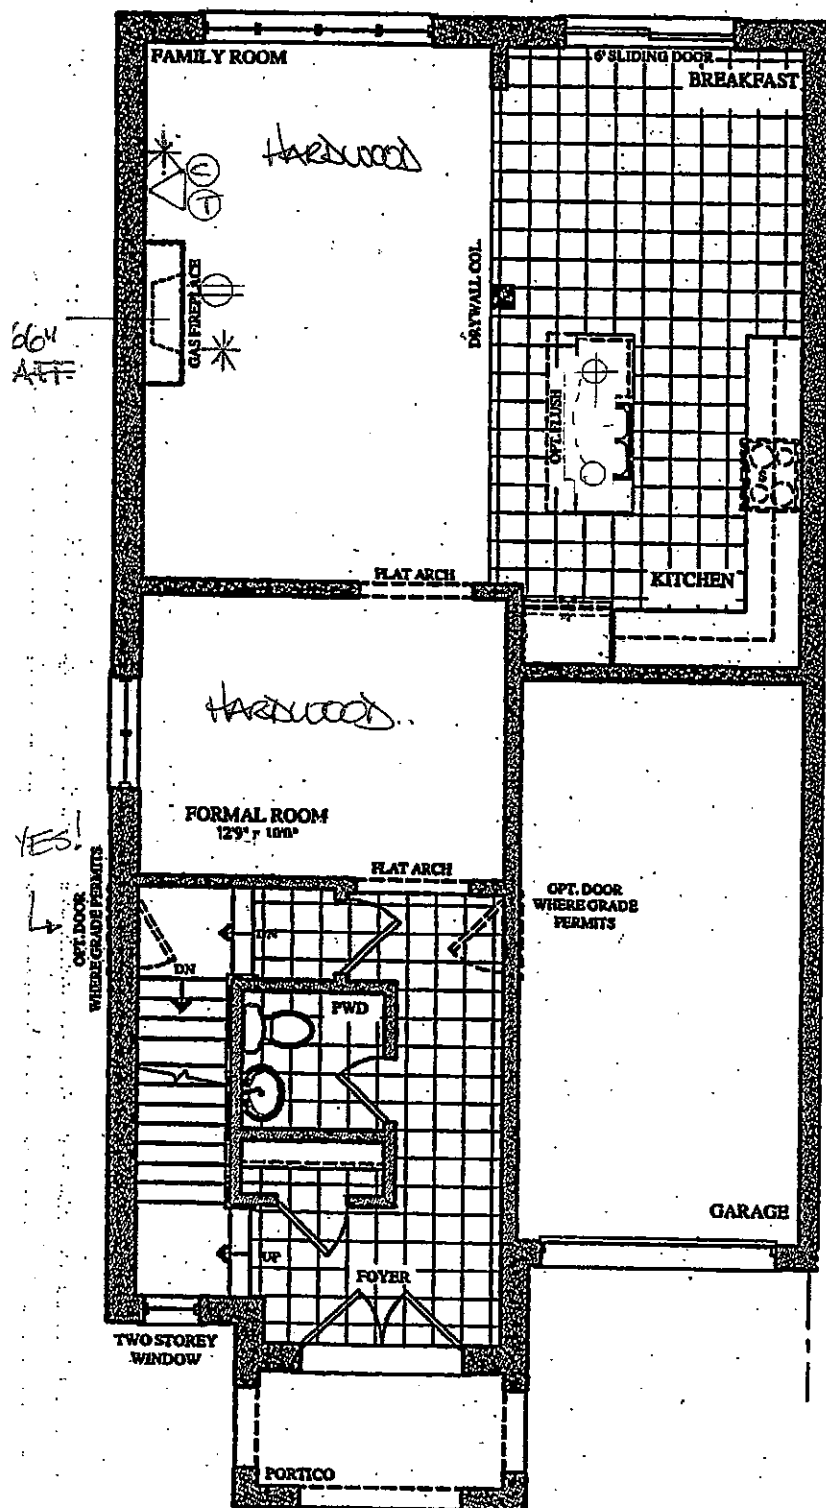 FAMILY ROOM
6' SLIDING DOOR
BREAKFAST
HARDWOOD
C
T
GAS FIREPLACE
DRYWALL COL.
66"
AFF
OPT. FLUSH
FLAT ARCH
KITCHEN
HARDWOOD..
FORMAL ROOM
12'9" x 10'0"
YES!
OPT. DOOR
WHERE GRADE PERMITS
FLAT ARCH
OPT. DOOR
WHERE GRADE
PERMITS
DN
DN
PWD
GARAGE
UP
FOYER
TWO STOREY
WINDOW
PORTICO